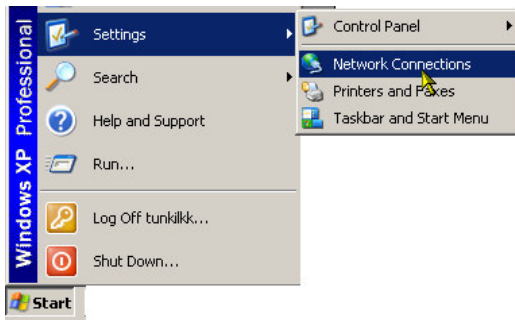 Windows XP Professional
Settings
Search
Help and Support
Run...
Log Off tunkilkk...
Shut Down...
Start
Control Panel
Network Connections
Printers and Faxes
Taskbar and Start Menu